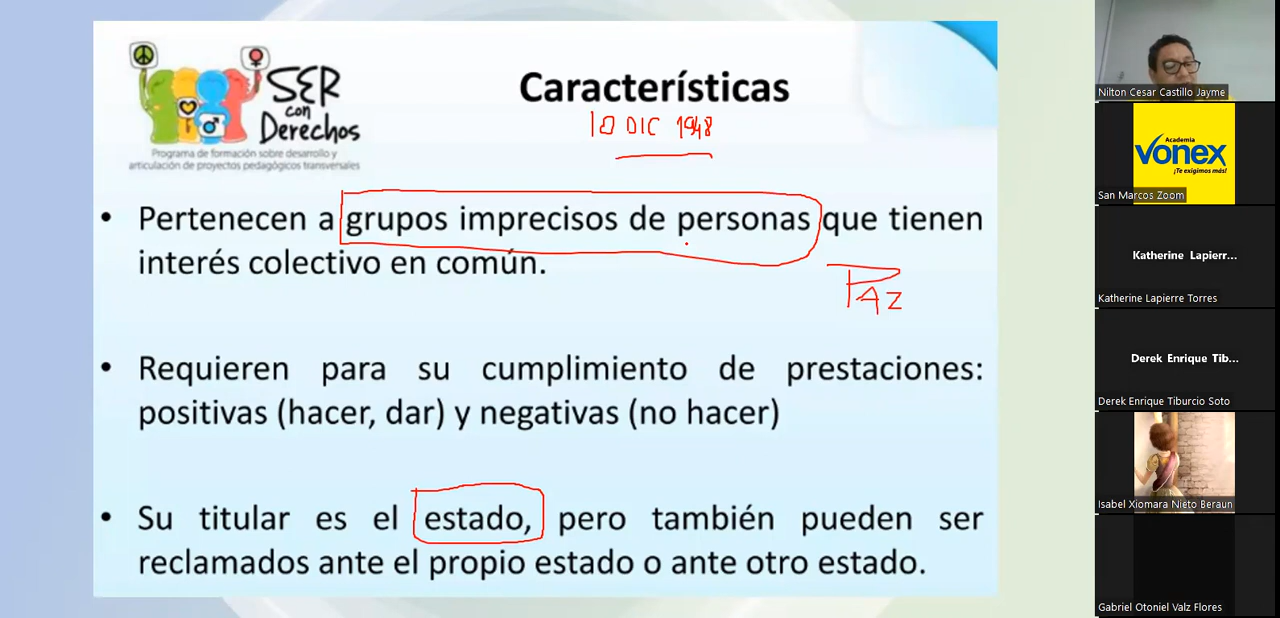 SER
con
Derechos
Programa de formación sobre desarrollo y
articulación de proyectos pedagógicos transversales
Características
10 DIC 1948
• Pertenecen a grupos imprecisos de personas que tienen
interés colectivo en común.
PAZ
• Requieren para su cumplimiento de prestaciones:
positivas (hacer, dar) y negativas (no hacer)
• Su titular es el estado, pero también pueden ser
reclamados ante el propio estado o ante otro estado.
Nilton Cesar Castillo Jayme
Academia
Vonex
¡Te exigimos más!
San Marcos Zoom
Katherine Lapierr...
Katherine Lapierre Torres
Derek Enrique Tib...
Derek Enrique Tiburcio Soto
Isabel Xiomara Nieto Beraun
Gabriel Otoniel Valz Flores